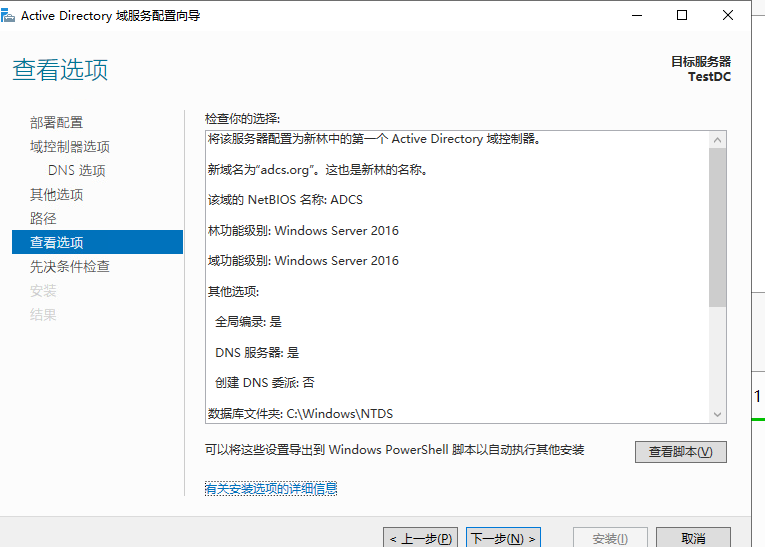 Active Directory 域服务配置向导
查看选项
目标服务器
TestDC
部署配置
域控制器选项
DNS 选项
其他选项
路径
查看选项
先决条件检查
安装
结果
检查你的选择:
将该服务器配置为新林中的第一个 Active Directory 域控制器。
新域名为“adcs.org”。这也是新林的名称。
该域的 NetBIOS 名称: ADCS
林功能级别: Windows Server 2016
域功能级别: Windows Server 2016
其他选项:
全局编录: 是
DNS 服务器: 是
创建 DNS 委派: 否
数据库文件夹: C:\Windows\NTDS
可以将这些设置导出到 Windows PowerShell 脚本以自动执行其他安装
查看脚本(V)
有关安装选项的详细信息
< 上一步(P)
下一步(N) >
安装(I)
取消
1